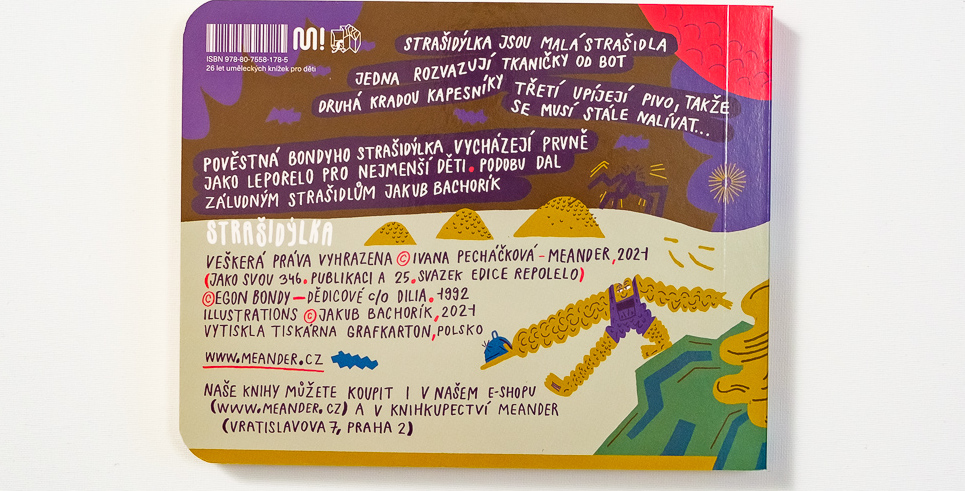 M!
ISBN 978-80-7558-178-5
26 let uměleckých knížek pro děti
STRAŠIDÝLKA JSOU MALÁ STRAŠIDLA
JEDNA ROZVAZUJÍ TKANIČKY OD BOT
DRUHÁ KRADOU KAPESNÍKY
TŘETÍ UPÍJEJÍ PIVO, TAKŽE
SE MUSÍ STÁLE NALÍVAT...
POVĚSTNÁ BONDYHO STRAŠIDÝLKA VYCHÁZEJÍ PRVNĚ
JAKO LEPORELO PRO NEJMENŠÍ DĚTI. PODOBU DAL
ZÁLUDNÝM STRAŠIDLŮM JAKUB BACHORÍK
STRAŠIDÝLKA
VEŠKERÁ PRÁVA VYHRAZENA © IVANA PECHÁČKOVÁ - MEANDER, 2021
(JAKO SVOU 346. PUBLIKACI A 25. SVAZEK EDICE REPOLELO)
© EGON BONDY – DĚDICOVÉ C/O DILIA. 1992
ILLUSTRATIONS © JAKUB BACHORÍK, 2021
VYTISKLA TISKÁRNA GRAFKARTON, POLSKO
WWW.MEANDER.CZ
NAŠE KNIHY MŮŽETE KOUPIT I V NAŠEM E-SHOPU
(WWW.MEANDER.CZ) A V KNIHKUPECTVÍ MEANDER
(VRATISLAVOVA 7, PRAHA 2)